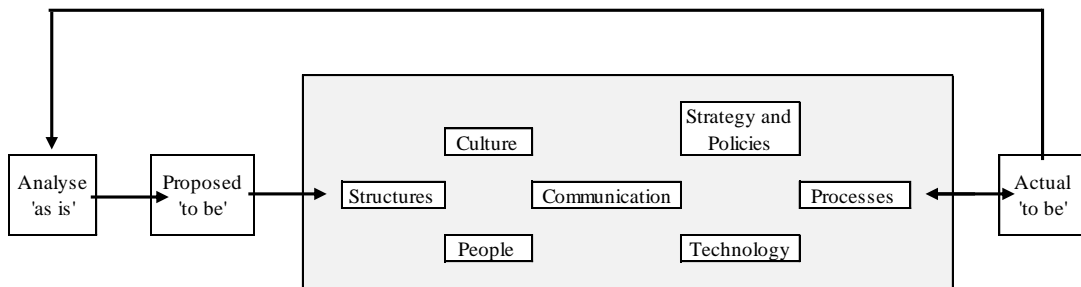 Analyse
'as is'
Proposed
'to be'
Culture
Strategy and
Policies
Structures
Communication
Processes
People
Technology
Actual
'to be'